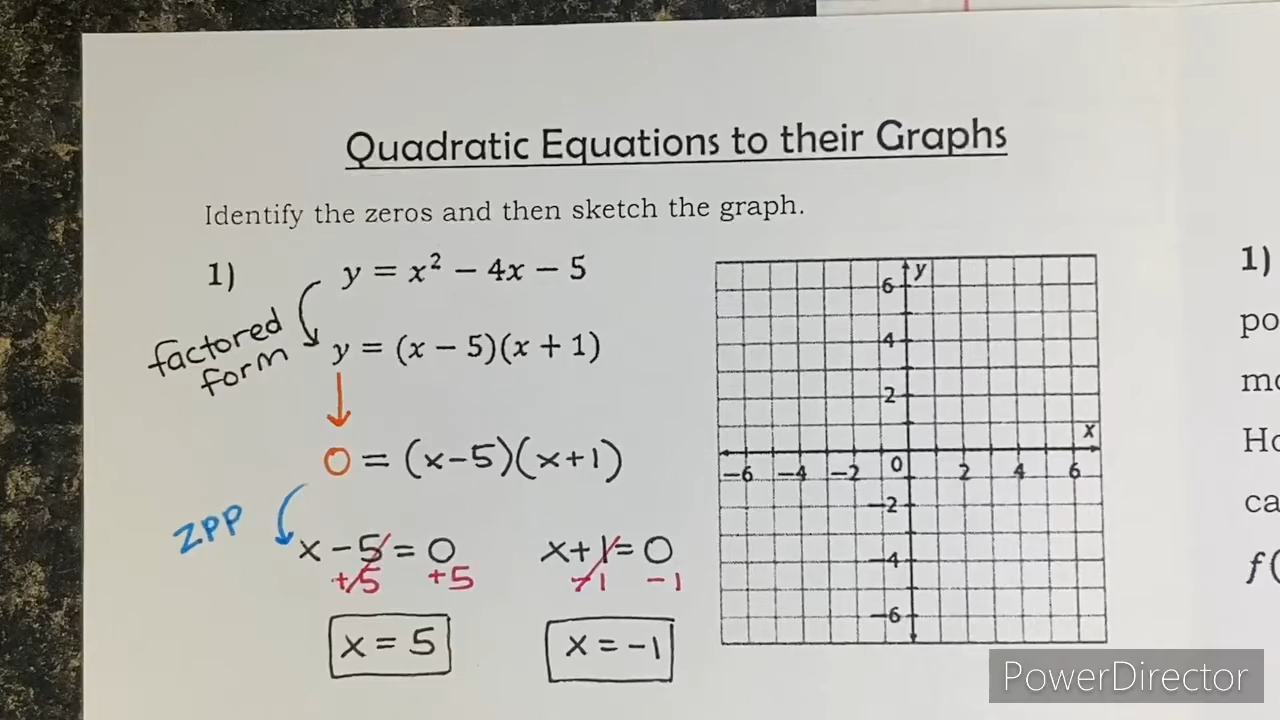 Quadratic Equations to their Graphs
Identify the zeros and then sketch the graph.
1) y = x² − 4x − 5
factored form
y = (x − 5)(x + 1)
0 = (x−5)(x+1)
ZPP
x − 5 = 0 x + 1 = 0
+5 +5 −1 −1
x = 5 x = −1
y
6
4
2
x
−6 −4 −2 0 2 4 6
−2
−4
−6
1)
po
mo
Ho
ca
f(
PowerDirector